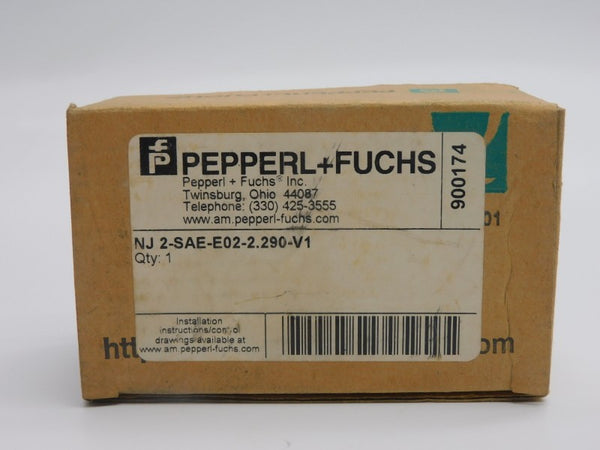 PEPPERL+FUCHS
Pepperl + Fuchs® Inc.
Twinsburg, Ohio 44087
Telephone: (330) 425-3555
www.am.pepperl-fuchs.com
900174
NJ 2-SAE-E02-2.290-V1
Qty: 1
Installation
instructions/control
drawings available at
www.am.pepperl-fuchs.com
01
htt
om